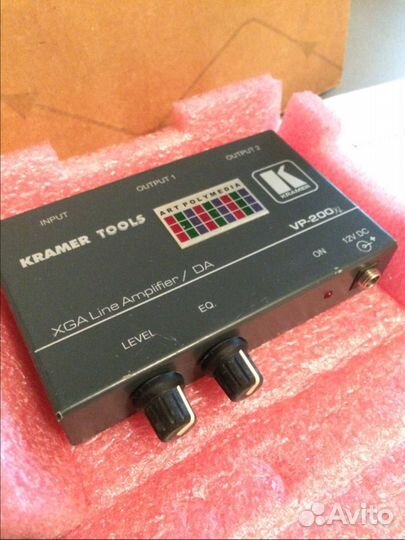 INPUT
OUTPUT 1
OUTPUT 2
KRAMER TOOLS
ART POLYMEDIA
K
KRAMER
VP-200
XGA Line Amplifier / DA
LEVEL
EQ.
ON
12V DC
+
Avito